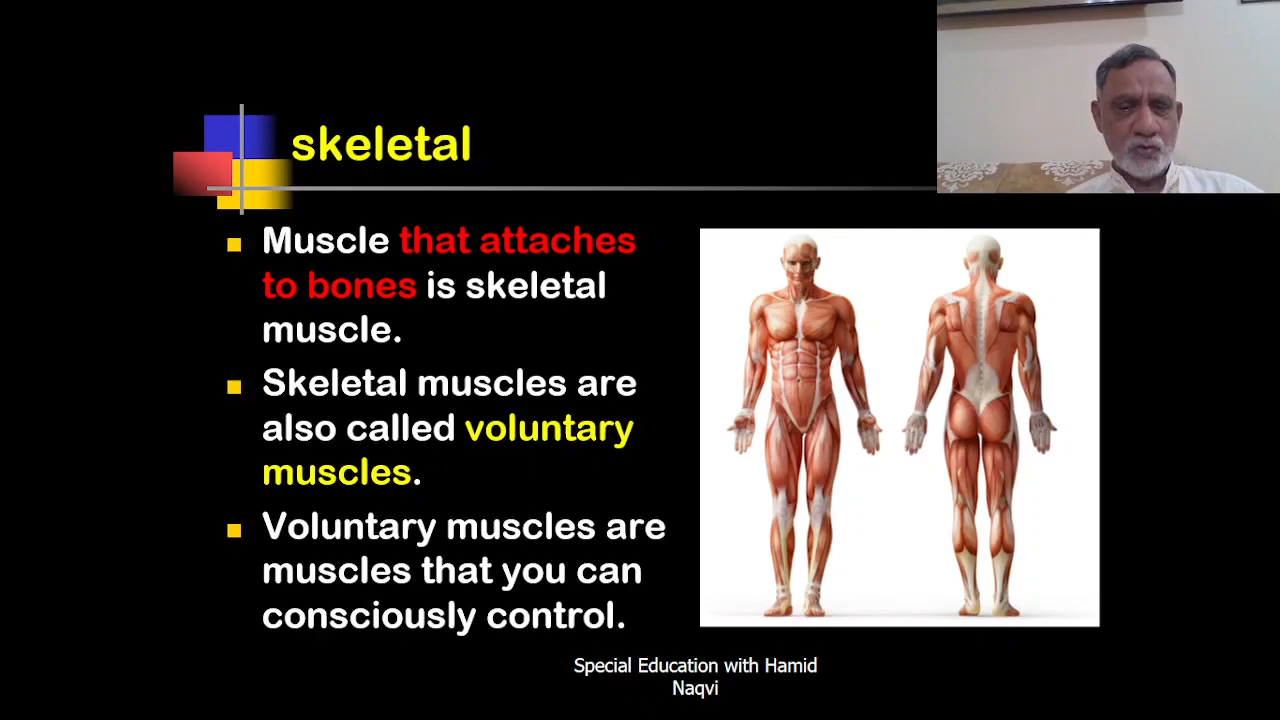 skeletal
Muscle that attaches
to bones is skeletal
muscle.
Skeletal muscles are
also called voluntary
muscles.
Voluntary muscles are
muscles that you can
consciously control.
Special Education with Hamid
Naqvi